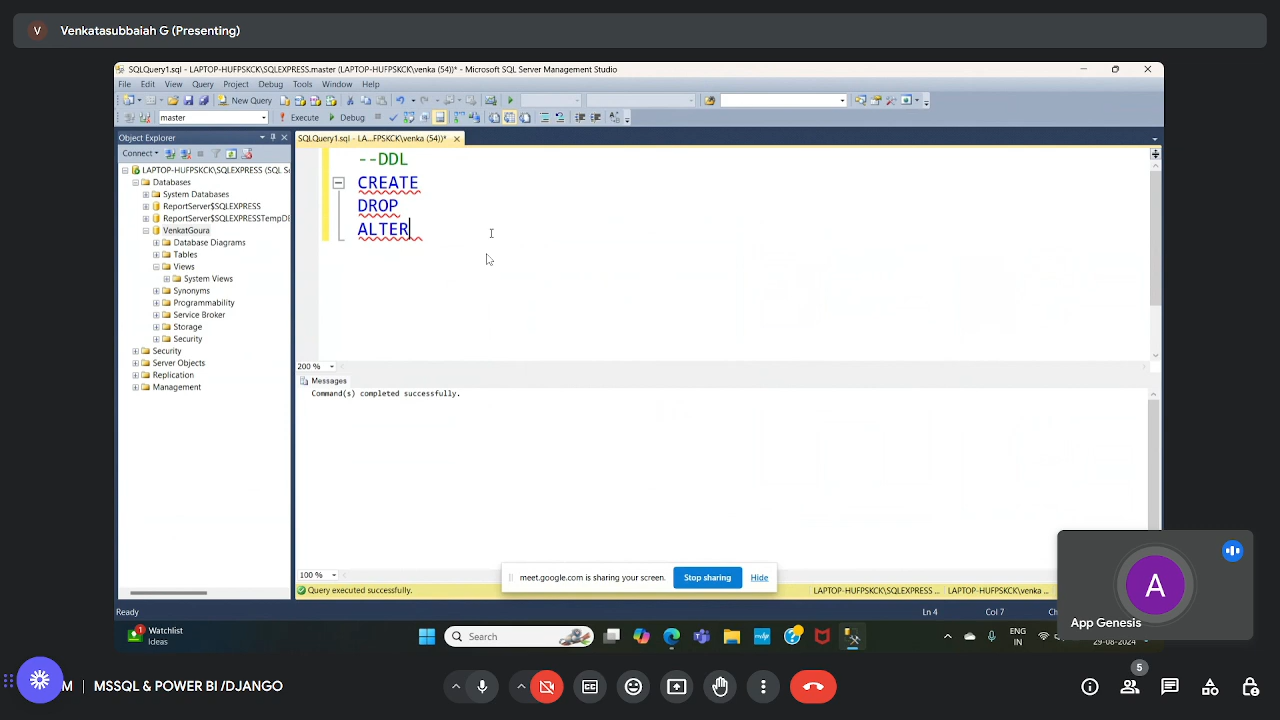 V Venkatasubbaiah G (Presenting)
SQLQuery1.sql - LAPTOP-HUFPSKCK\SQLEXPRESS.master (LAPTOP-HUFPSKCK\venka (54))* - Microsoft SQL Server Management Studio
File Edit View Query Project Debug Tools Window Help
New Query
master Execute Debug
Object Explorer
SQLQuery1.sql - LA...FPSKCK\venka (54))*
Connect
LAPTOP-HUFPSKCK\SQLEXPRESS (SQL S
Databases
System Databases
ReportServer$SQLEXPRESS
ReportServer$SQLEXPRESSTempD
VenkatGoura
Database Diagrams
Tables
Views
System Views
Synonyms
Programmability
Service Broker
Storage
Security
Security
Server Objects
Replication
Management
--DDL
CREATE
DROP
ALTER
200 %
Messages
Command(s) completed successfully.
100 %
meet.google.com is sharing your screen. Stop sharing Hide
Query executed successfully. LAPTOP-HUFPSKCK\SQLEXPRESS ... LAPTOP-HUFPSKCK\venka ...
Ready Ln 4 Col 7 Ch
A
App Genesis
1 Watchlist
Ideas
Search
ENG
IN
29-08-2024
M | MSSQL & POWER BI /DJANGO
5